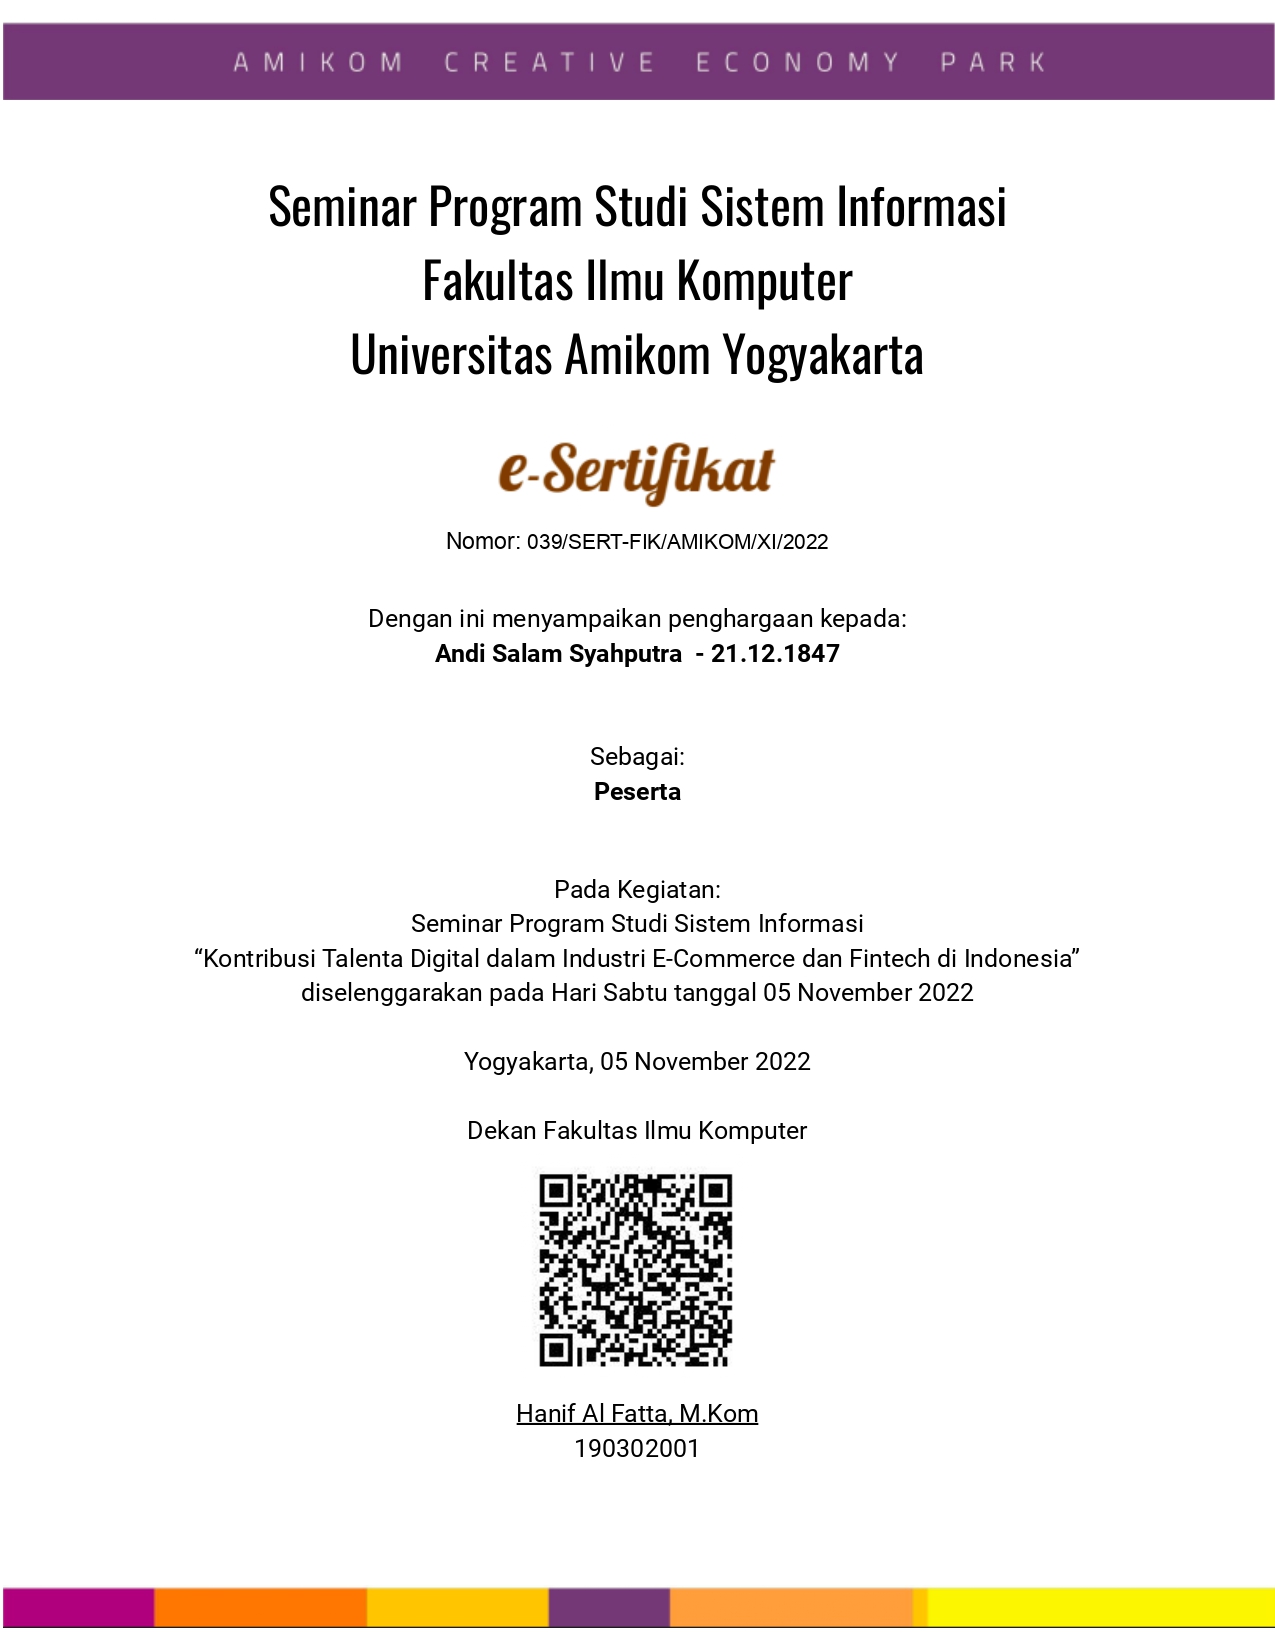 AMIKOM CREATIVE ECONOMY PARK
Seminar Program Studi Sistem Informasi
Fakultas Ilmu Komputer
Universitas Amikom Yogyakarta
e-Sertifikat
Nomor: 039/SERT-FIK/AMIKOM/XI/2022
Dengan ini menyampaikan penghargaan kepada:
Andi Salam Syahputra - 21.12.1847
Sebagai:
Peserta
Pada Kegiatan:
Seminar Program Studi Sistem Informasi
“Kontribusi Talenta Digital dalam Industri E-Commerce dan Fintech di Indonesia”
diselenggarakan pada Hari Sabtu tanggal 05 November 2022
Yogyakarta, 05 November 2022
Dekan Fakultas Ilmu Komputer
Hanif Al Fatta, M.Kom
190302001